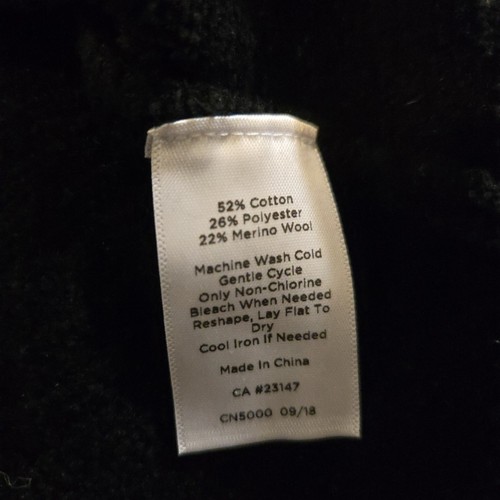 52% Cotton
26% Polyester
22% Merino Wool
Machine Wash Cold
Gentle Cycle
Only Non-Chlorine
Bleach When Needed
Reshape, Lay Flat To
Dry
Cool Iron If Needed
Made In China
CA #23147
CN5000 09/18